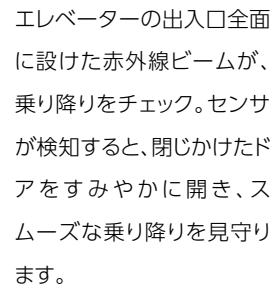 エレベーターの出入口全面
に設けた赤外線ビームが、
乗り降りをチェック。センサ
が検知すると、閉じかけたド
アをすみやかに開き、ス
ムーズな乗り降りを見守り
ます。